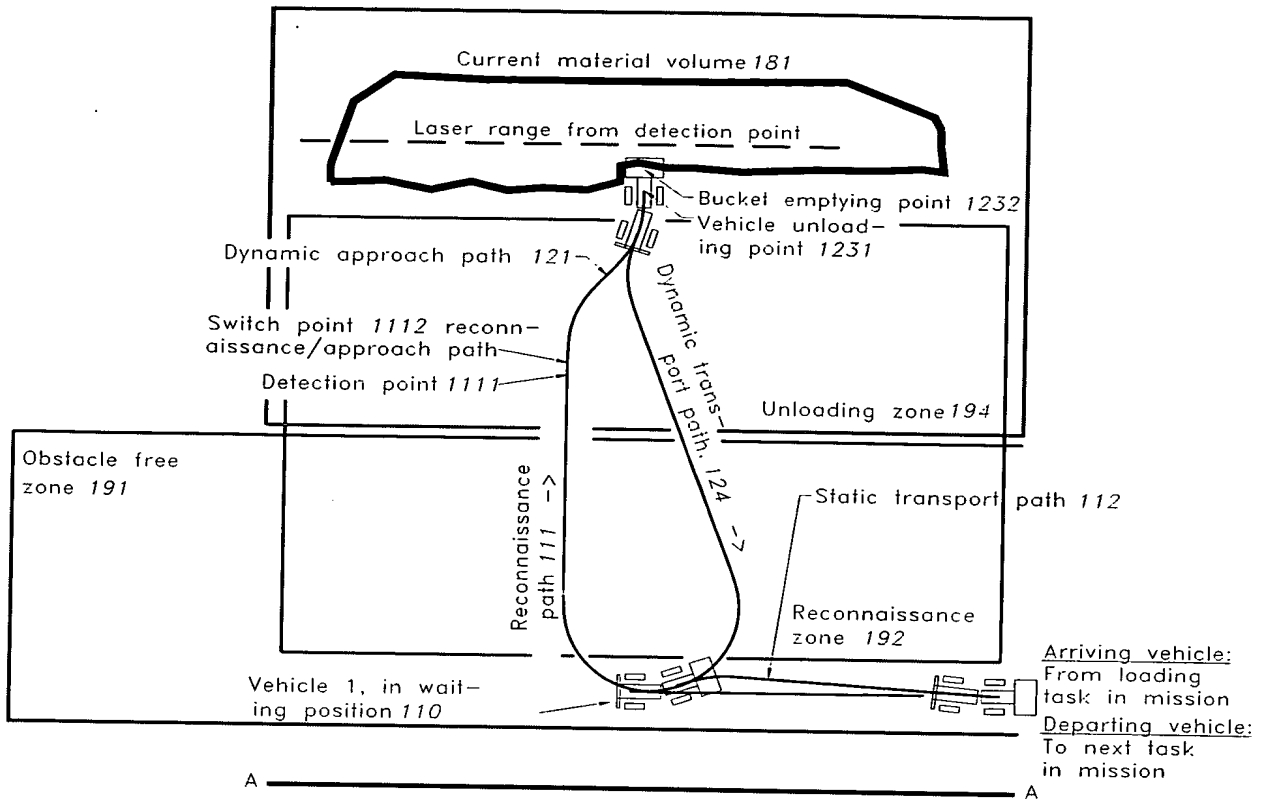 Current material volume 181
Laser range from detection point
Bucket emptying point 1232
Vehicle unload-
ing point 1231
Dynamic approach path 121
Dynamic trans-
port path. 124 ->
Switch point 1112 reconn-
aissance/approach path
Detection point 1111
Unloading zone 194
Obstacle free
zone 191
Reconnaissance
path 111 ->
Static transport path 112
Reconnaissance
zone 192
Vehicle 1, in wait-
ing position 110
Arriving vehicle:
From loading
task in mission
Departing vehicle:
To next task
in mission
A
A